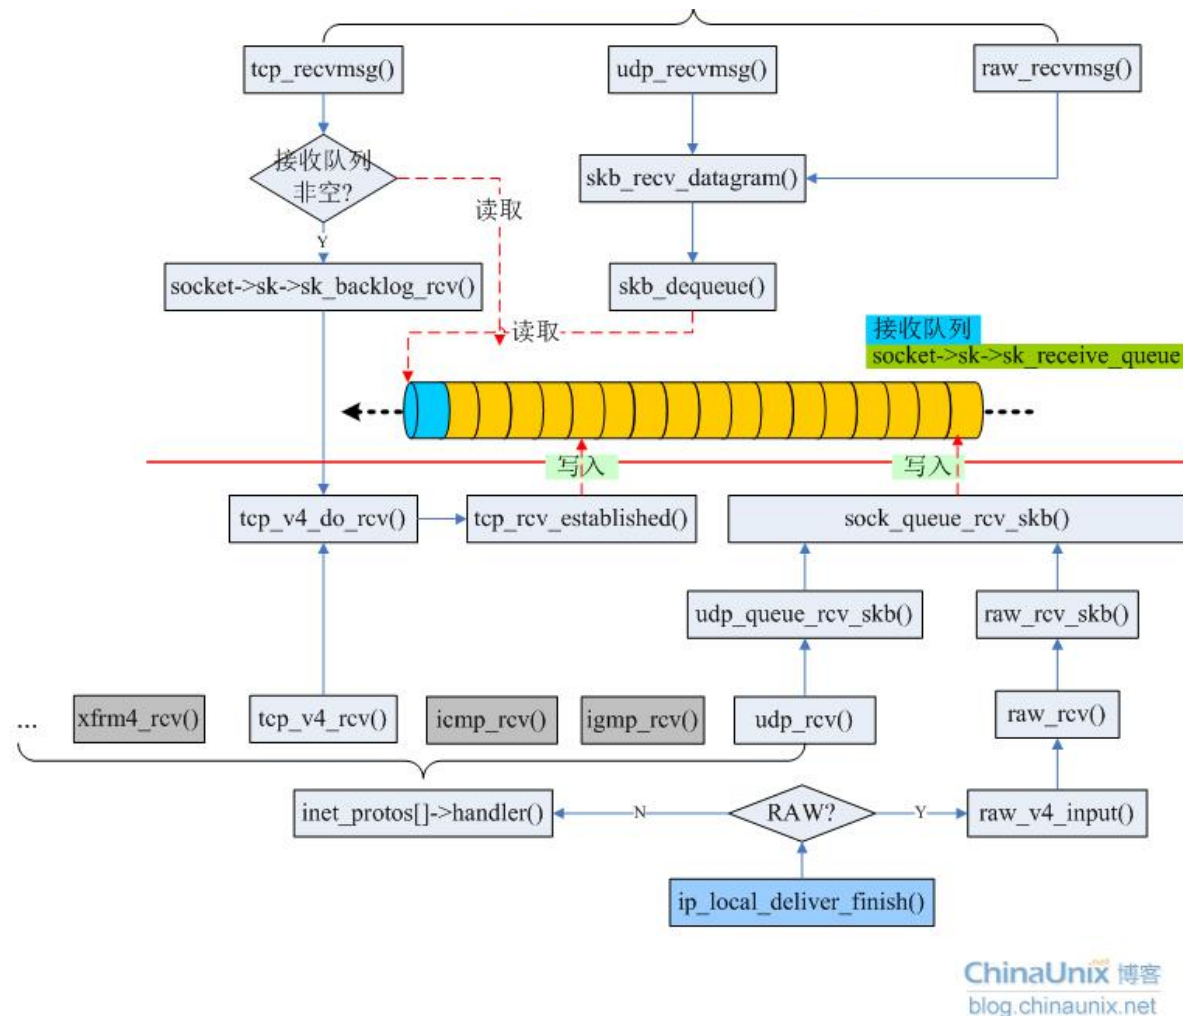 tcp_recvmsg()
udp_recvmsg()
raw_recvmsg()
接收队列
非空?
skb_recv_datagram()
读取
Y
socket->sk->sk_backlog_rcv()
skb_dequeue()
读取
接收队列
socket->sk->sk_receive_queue
写入
写入
tcp_v4_do_rcv()
tcp_rcv_established()
sock_queue_rcv_skb()
udp_queue_rcv_skb()
raw_rcv_skb()
...
xfrm4_rcv()
tcp_v4_rcv()
icmp_rcv()
igmp_rcv()
udp_rcv()
raw_rcv()
inet_protos[]->handler()
N
RAW?
Y
raw_v4_input()
ip_local_deliver_finish()
ChinaUnix.net 博客
blog.chinaunix.net